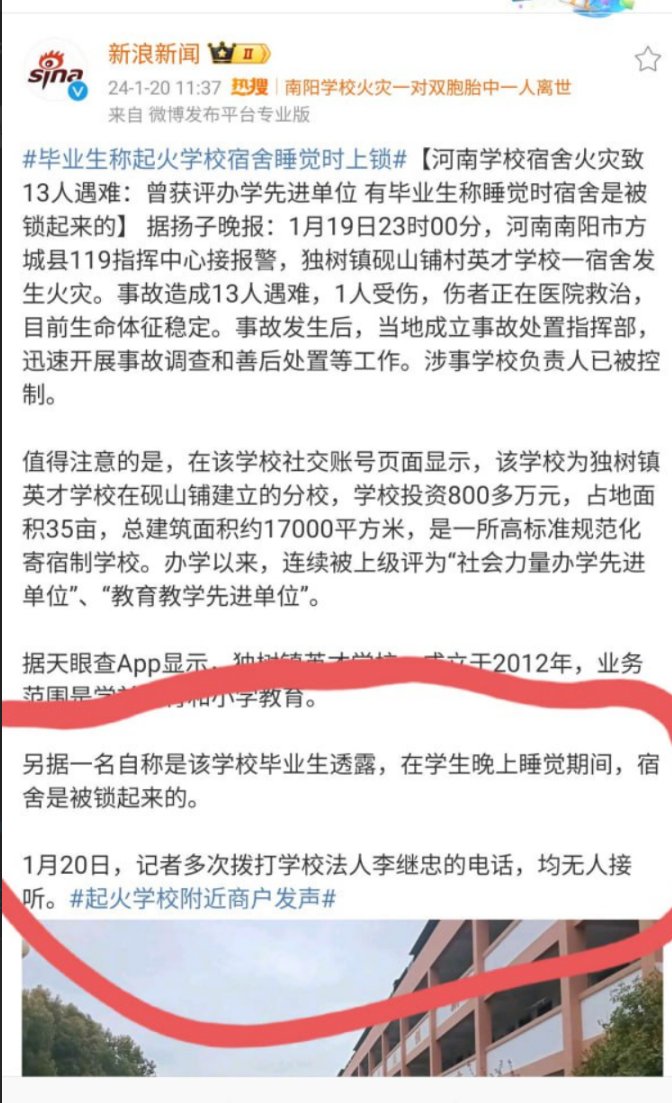 新浪新闻 II
sına
24-1-20 11:37 热搜 南阳学校火灾一对双胞胎中一人离世
来自 微博发布平台专业版
#毕业生称起火学校宿舍睡觉时上锁#【河南学校宿舍火灾致
13人遇难：曾获评办学先进单位 有毕业生称睡觉时宿舍是被
锁起来的】 据扬子晚报：1月19日23时00分，河南南阳市方
城县119指挥中心接报警，独树镇砚山铺村英才学校一宿舍发
生火灾。事故造成13人遇难，1人受伤，伤者正在医院救治，
目前生命体征稳定。事故发生后，当地成立事故处置指挥部，
迅速开展事故调查和善后处置等工作。涉事学校负责人已被控
制。
值得注意的是，在该学校社交账号页面显示，该学校为独树镇
英才学校在砚山铺建立的分校，学校投资800多万元，占地面
积35亩，总建筑面积约17000平方米，是一所高标准规范化
寄宿制学校。办学以来，连续被上级评为“社会力量办学先进
单位”、“教育教学先进单位”。
据天眼查App显示，独树镇英才学校，成立于2012年，业务
范围是学前教育和小学教育。
另据一名自称是该学校毕业生透露，在学生晚上睡觉期间，宿
舍是被锁起来的。
1月20日，记者多次拨打学校法人李继忠的电话，均无人接
听。#起火学校附近商户发声#